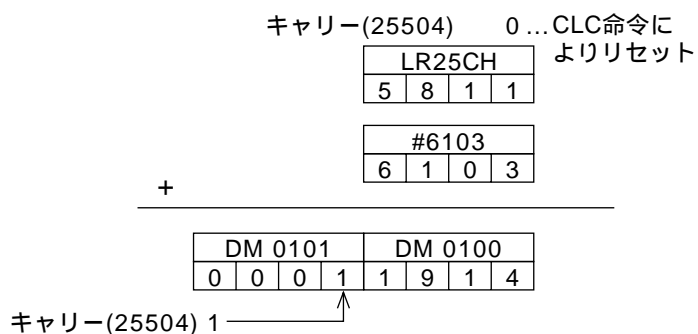 キャリー(25504) 0 ...CLC命令に
よりリセット
LR25CH
5 8 1 1
#6103
6 1 0 3
+
DM 0101 DM 0100
0 0 0 1 1 9 1 4
キャリー(25504) 1